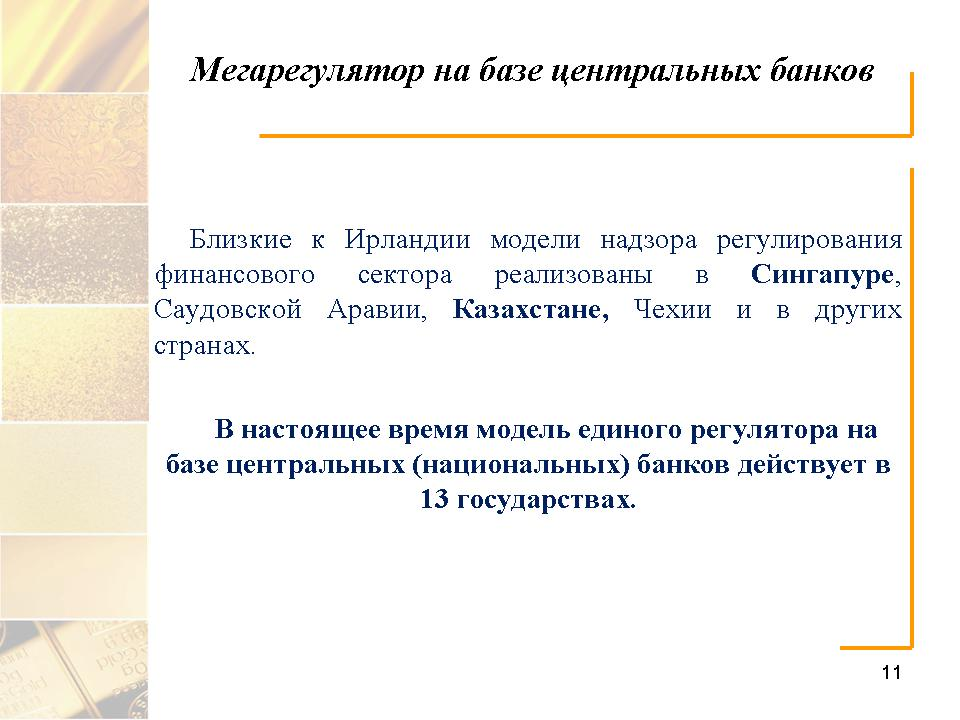 Мегарегулятор на базе центральных банков
Близкие к Ирландии модели надзора регулирования
финансового сектора реализованы в Сингапуре,
Саудовской Аравии, Казахстане, Чехии и в других
странах.
В настоящее время модель единого регулятора на
базе центральных (национальных) банков действует в
13 государствах.
11